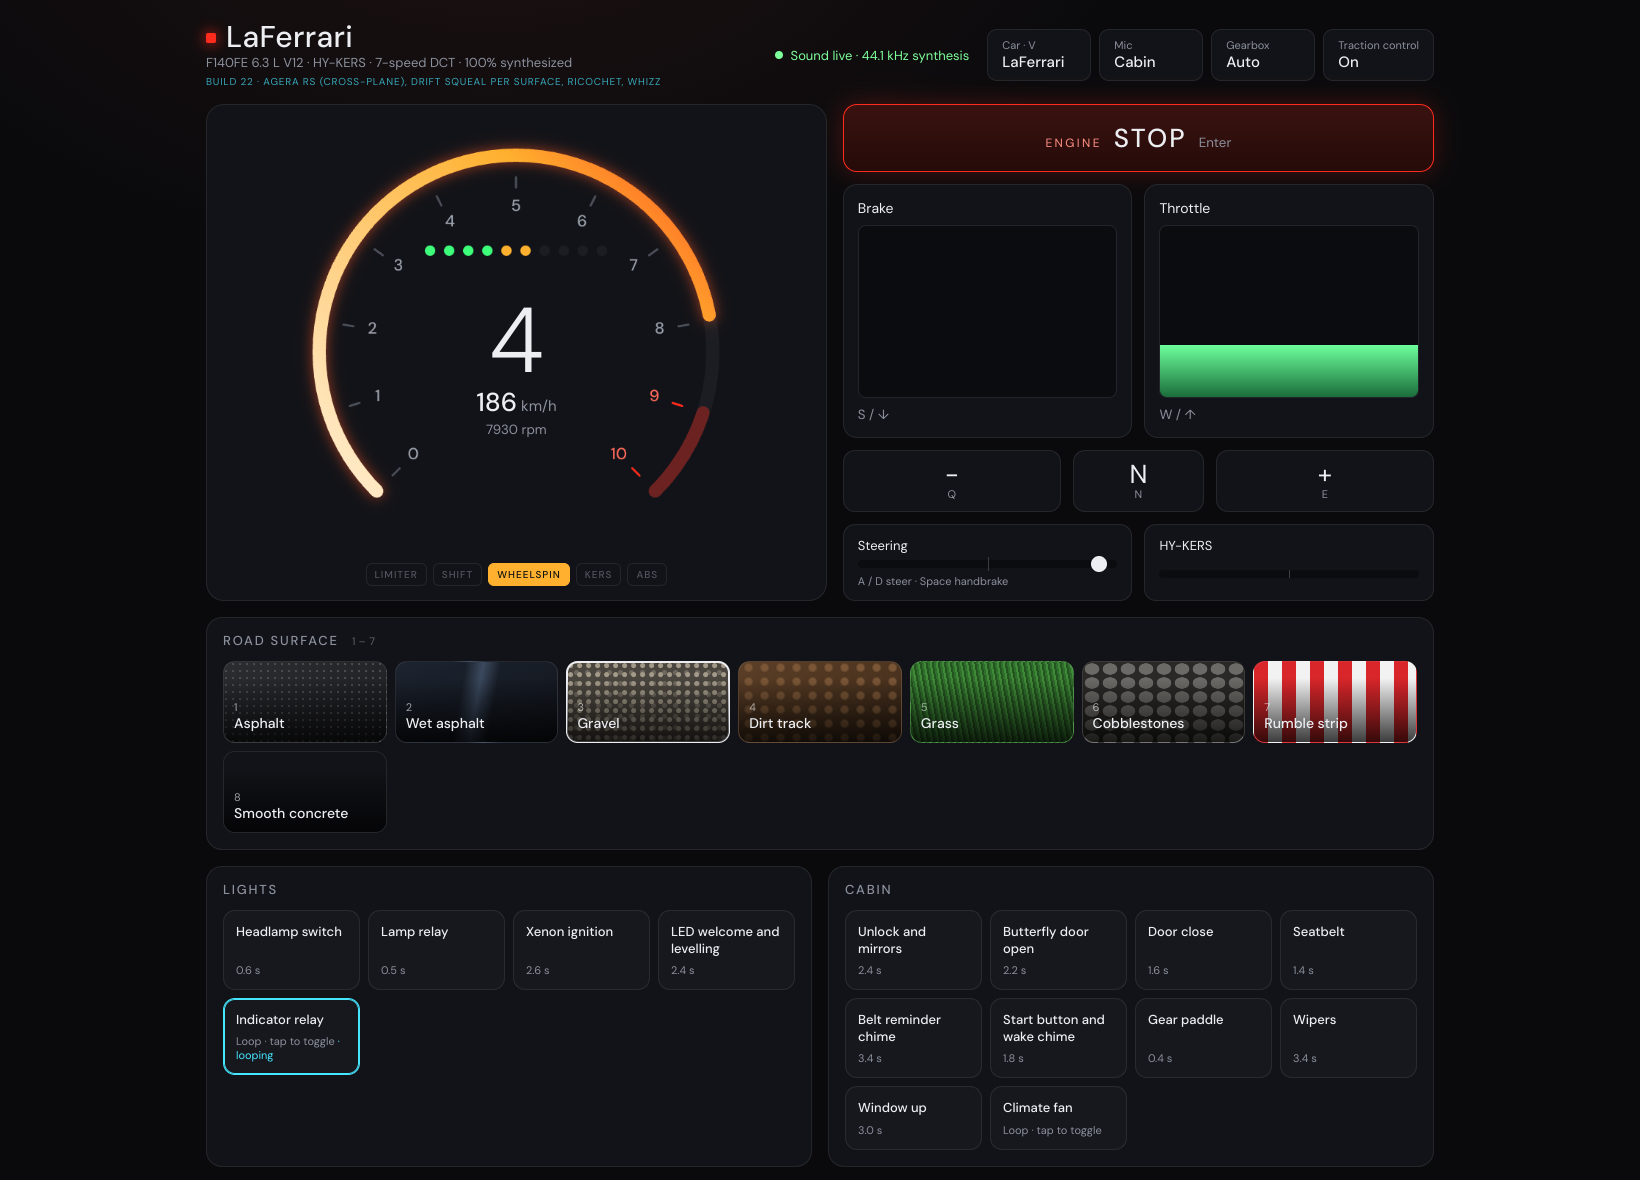 LaFerrari
F140FE 6.3 L V12 · HY-KERS · 7-speed DCT · 100% synthesized
BUILD 22 · AGERA RS (CROSS-PLANE), DRIFT SQUEAL PER SURFACE, RICOCHET, WHIZZ
Sound live · 44.1 kHz synthesis
Car · V
LaFerrari
Mic
Cabin
Gearbox
Auto
Traction control
On
0
1
2
3
4
5
6
7
8
9
10
4
186 km/h
7930 rpm
LIMITER
SHIFT
WHEELSPIN
KERS
ABS
ENGINE STOP Enter
Brake
S / ↓
Throttle
W / ↑
−
Q
N
N
+
E
Steering
A / D steer · Space handbrake
HY-KERS
ROAD SURFACE 1 – 7
1
Asphalt
2
Wet asphalt
3
Gravel
4
Dirt track
5
Grass
6
Cobblestones
7
Rumble strip
8
Smooth concrete
LIGHTS
Headlamp switch
0.6 s
Lamp relay
0.5 s
Xenon ignition
2.6 s
LED welcome and
levelling
2.4 s
Indicator relay
Loop · tap to toggle ·
looping
CABIN
Unlock and
mirrors
2.4 s
Butterfly door
open
2.2 s
Door close
1.6 s
Seatbelt
1.4 s
Belt reminder
chime
3.4 s
Start button and
wake chime
1.8 s
Gear paddle
0.4 s
Wipers
3.4 s
Window up
3.0 s
Climate fan
Loop · tap to toggle